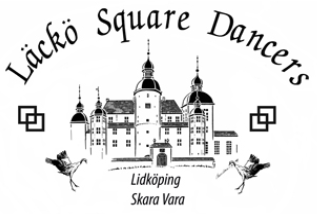 Läckö Square Dancers
Lidköping
Skara Vara